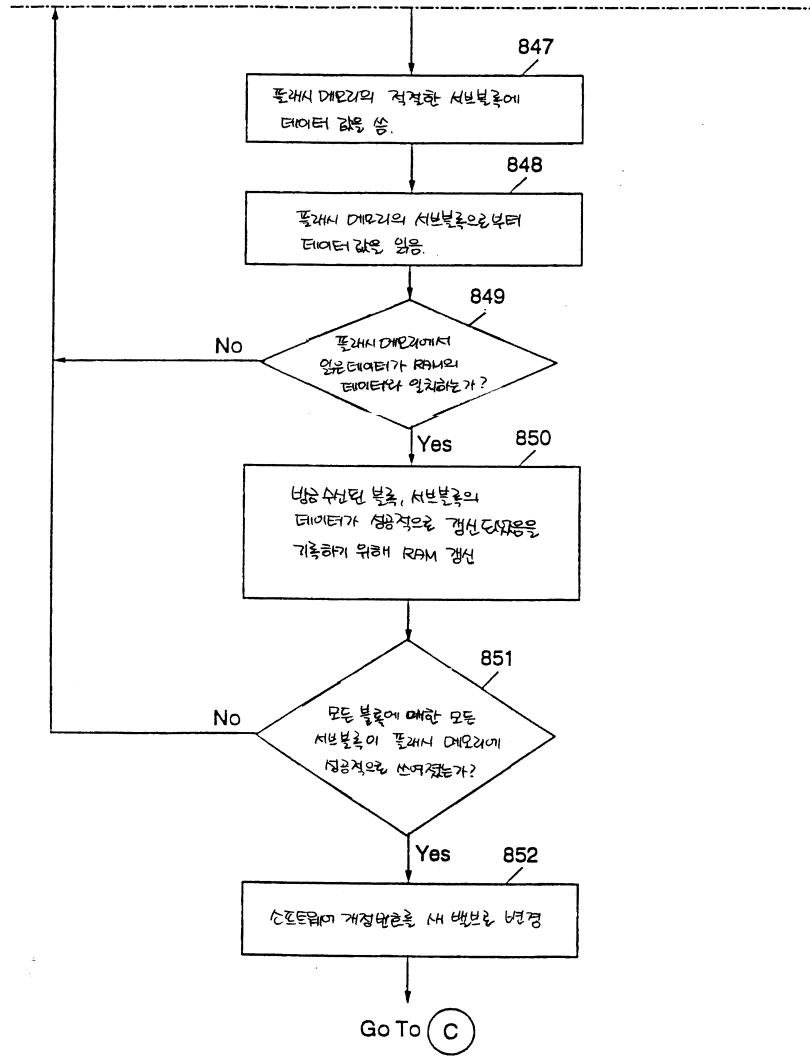 847
플래시 메모리의 적절한 서브블록에
데이터 값을 씀.
848
플래시 메모리의 서브블록으로부터
데이터 값을 읽음.
849
플래시 메모리에서
읽은 데이터가 RAM의
데이터와 일치하는가?
No
Yes
850
방금 수신된 블록, 서브블록의
데이터가 성공적으로 갱신되었음을
기록하기 위해 RAM 갱신
851
모든 블록에 대한 모든
서브블록이 플래시 메모리에
성공적으로 쓰여졌는가?
No
Yes
852
소프트웨어 개정번호를 새 변경
Go To C